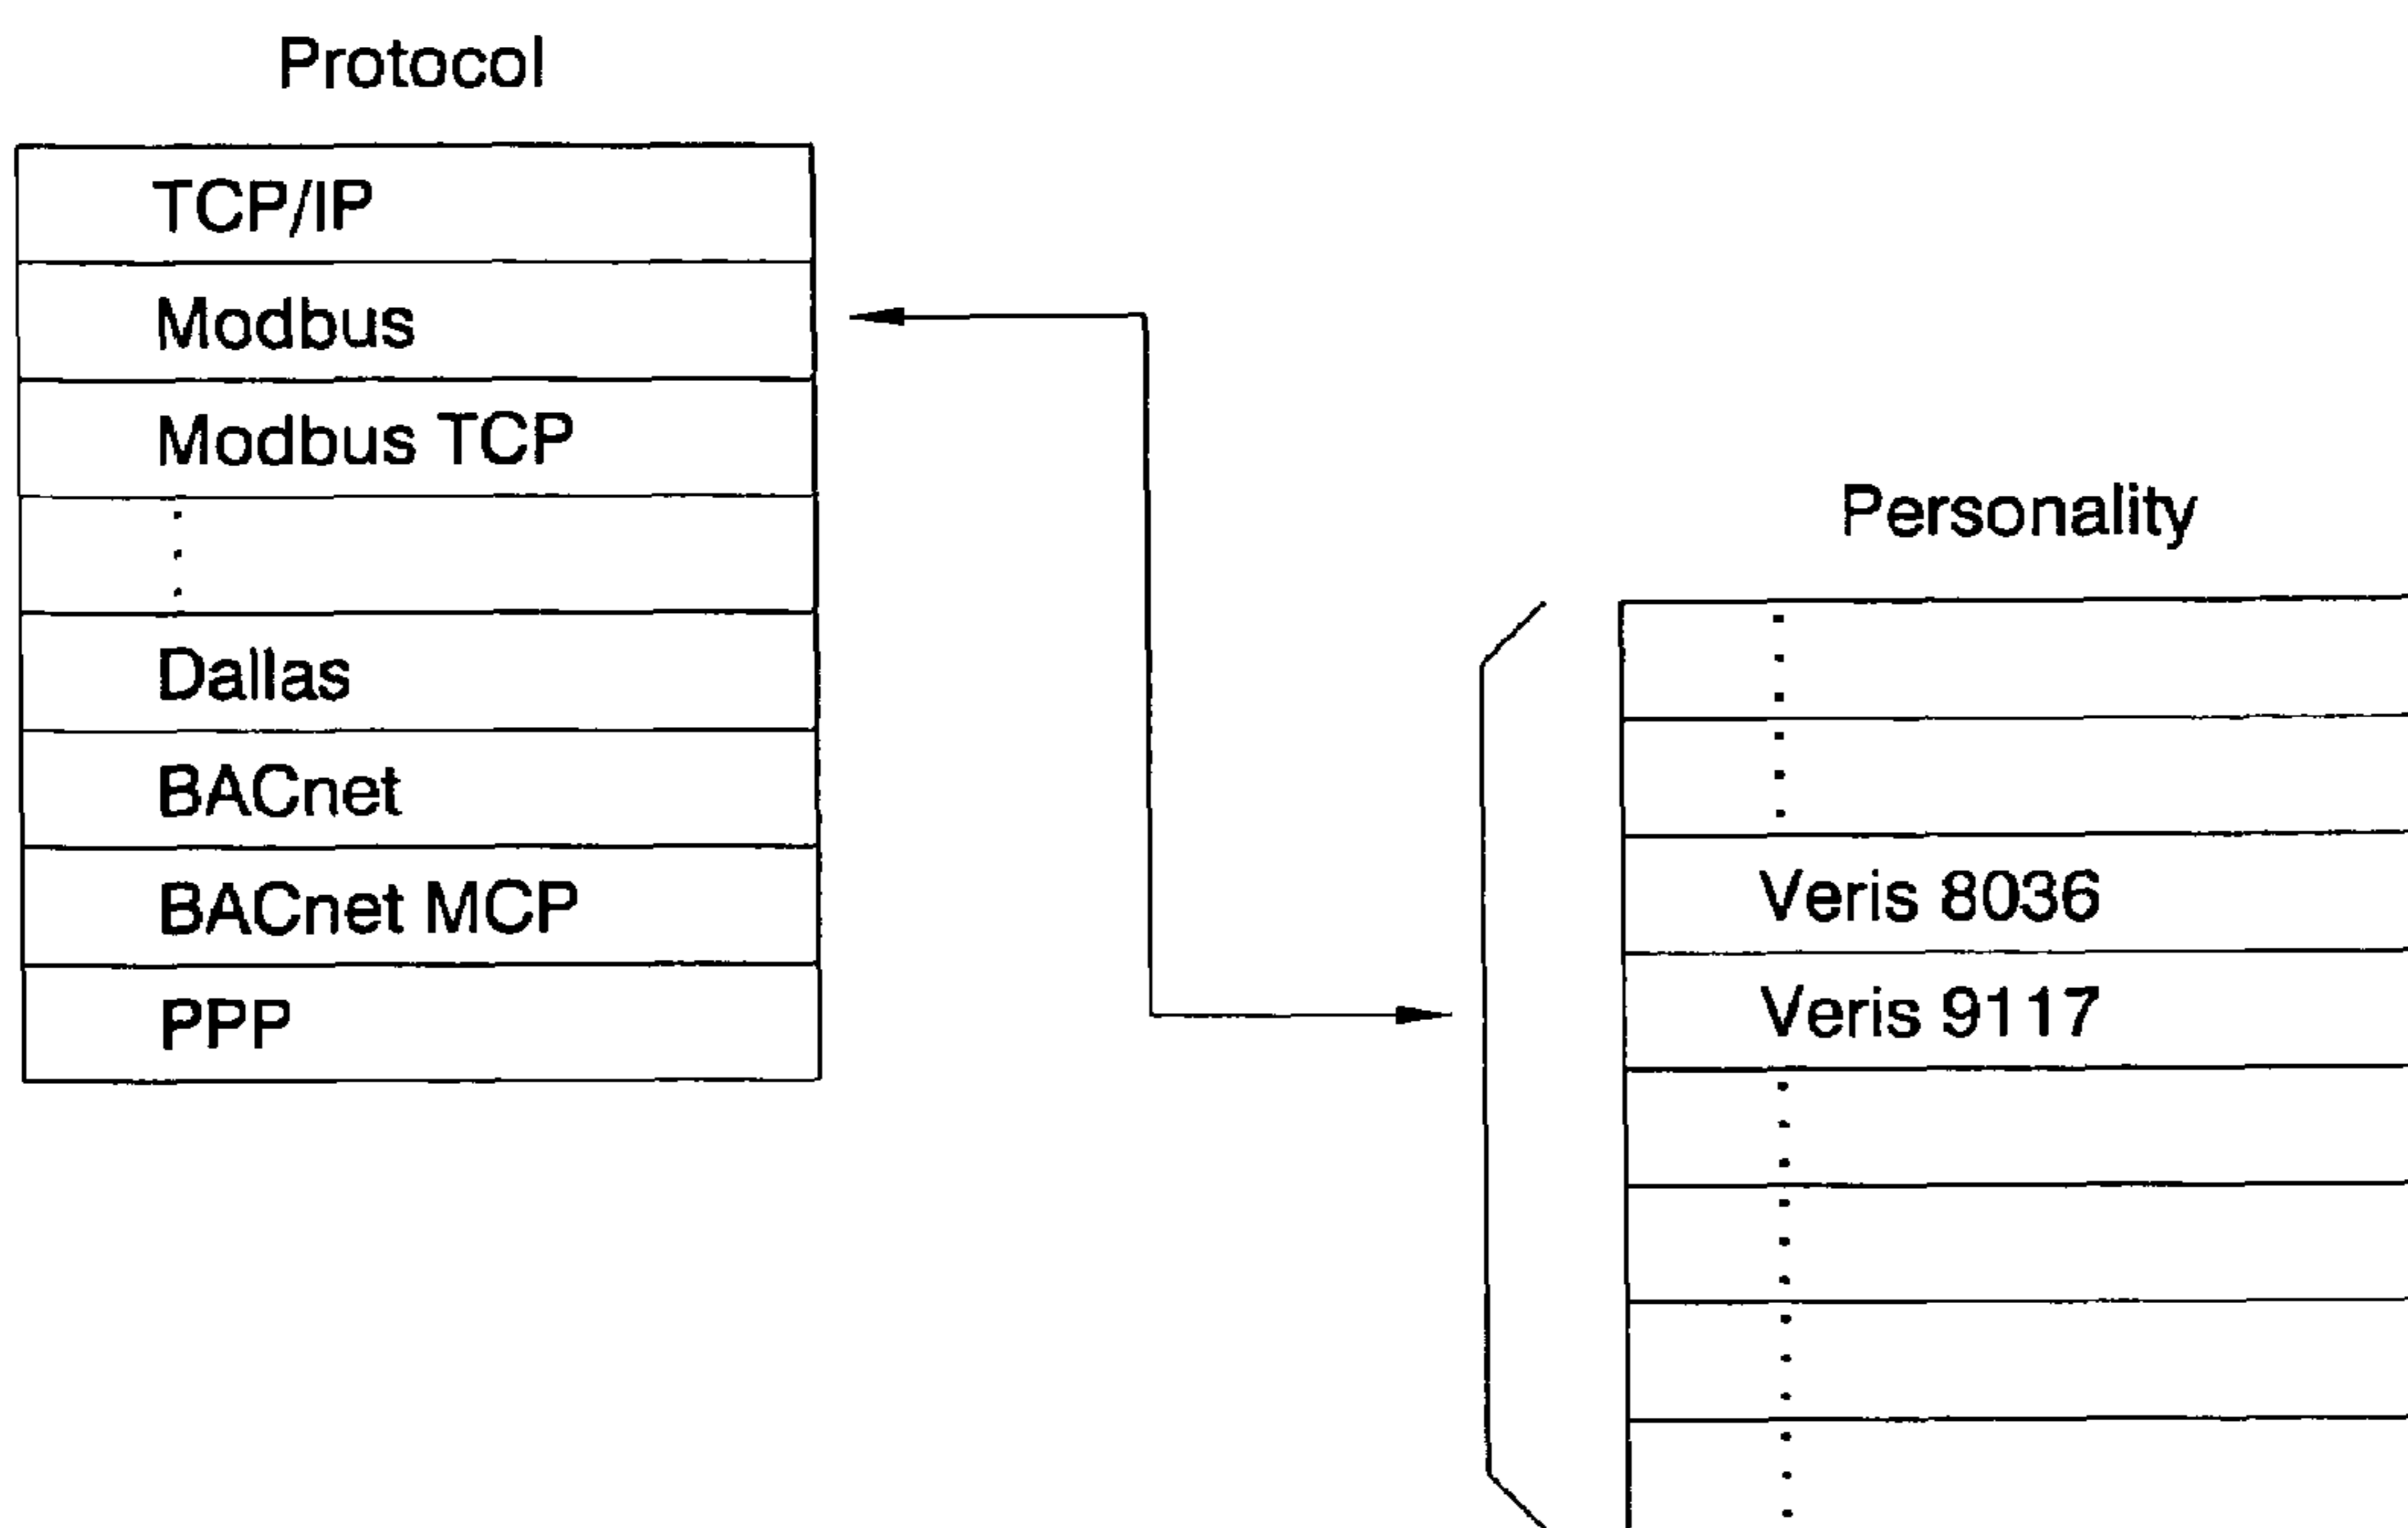 Protocol
TCP/IP
Modbus
Modbus TCP
Dallas
BACnet
BACnet MCP
PPP
Personality
Veris 8036
Veris 9117